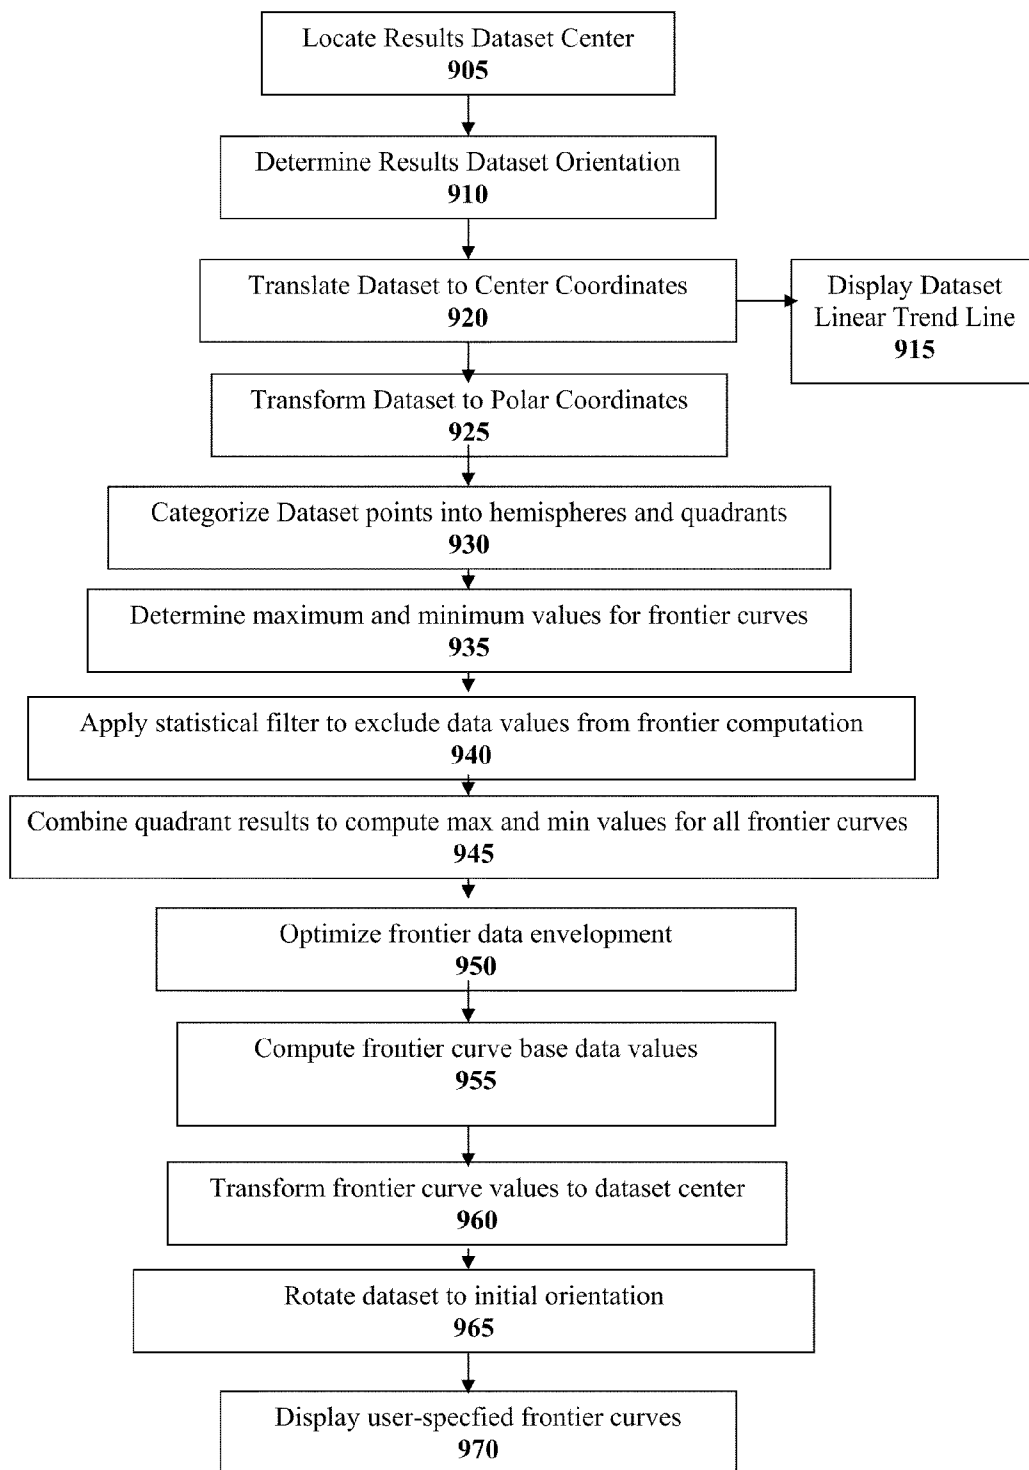 Locate Results Dataset Center
905
Determine Results Dataset Orientation
910
Translate Dataset to Center Coordinates
920
Display Dataset
Linear Trend Line
915
Transform Dataset to Polar Coordinates
925
Categorize Dataset points into hemispheres and quadrants
930
Determine maximum and minimum values for frontier curves
935
Apply statistical filter to exclude data values from frontier computation
940
Combine quadrant results to compute max and min values for all frontier curves
945
Optimize frontier data envelopment
950
Compute frontier curve base data values
955
Transform frontier curve values to dataset center
960
Rotate dataset to initial orientation
965
Display user-specfied frontier curves
970